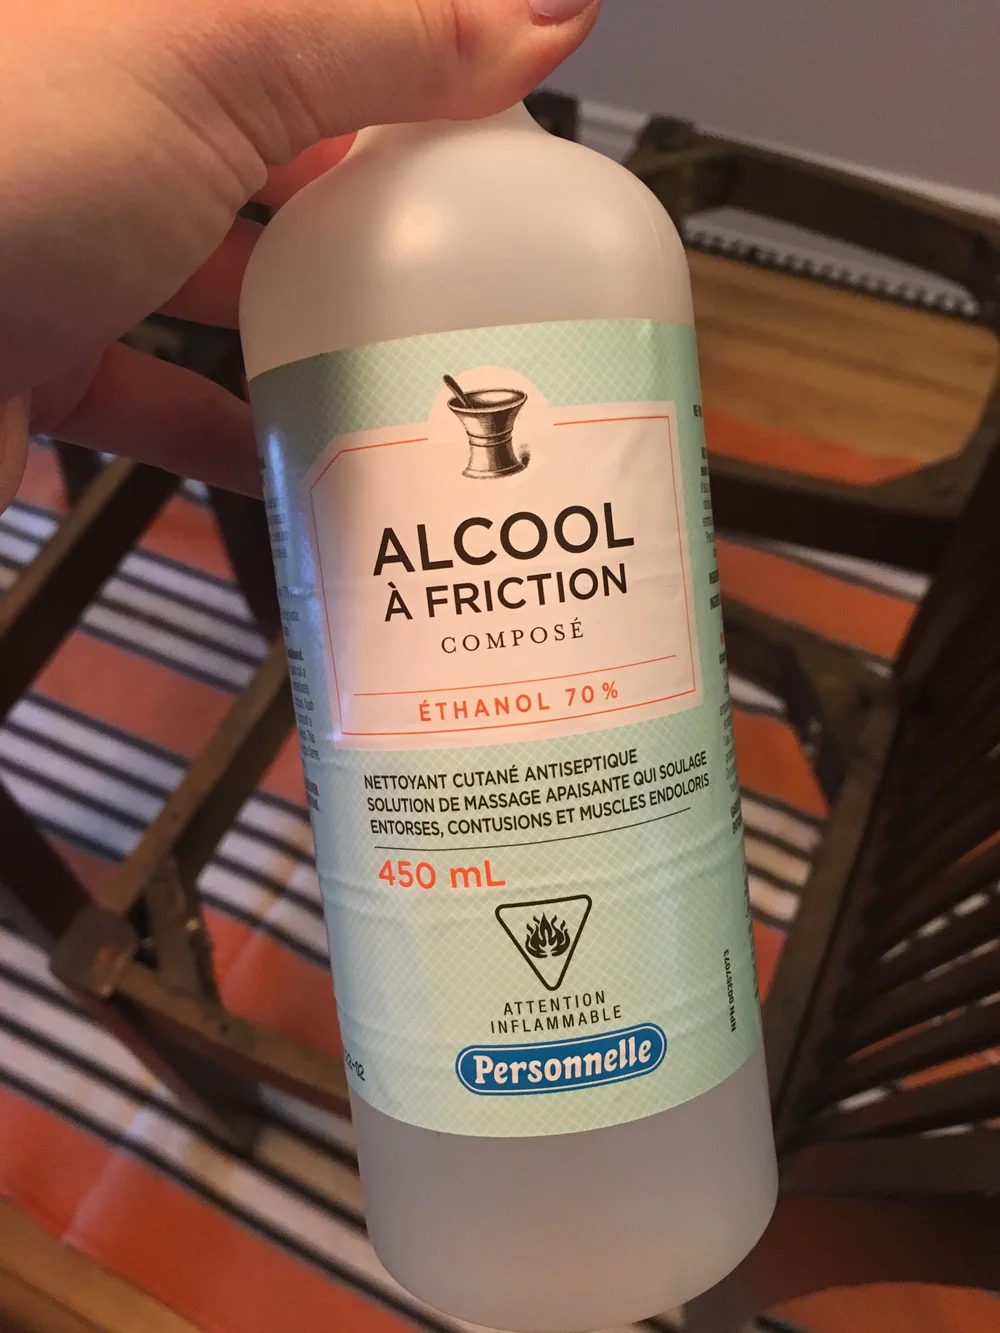 ALCOOL
À FRICTION
COMPOSÉ
ÉTHANOL 70%
NETTOYANT CUTANÉ ANTISEPTIQUE
SOLUTION DE MASSAGE APAISANTE QUI SOULAGE
ENTORSES, CONTUSIONS ET MUSCLES ENDOLORIS
450 mL
ATTENTION
INFLAMMABLE
Personnelle